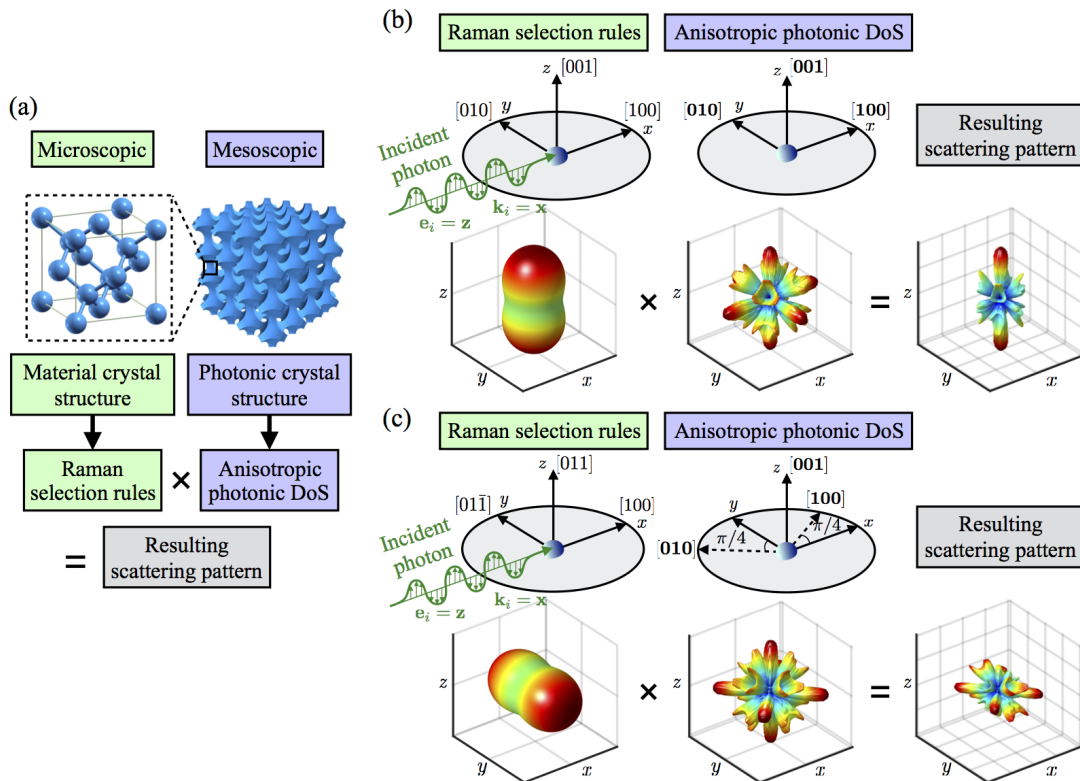 (a)
Microscopic
Mesoscopic
Material crystal
structure
Photonic crystal
structure
Raman
selection rules
×
Anisotropic
photonic DoS
=
Resulting
scattering pattern
(b)
Raman selection rules
Anisotropic photonic DoS
z [001]
[010] y
[100]
x
Incident
photon
e_i = z
k_i = x
z [001]
[010] y
[100]
x
Resulting
scattering pattern
z
y
x
×
z
y
x
=
z
y
x
(c)
Raman selection rules
Anisotropic photonic DoS
z [011]
[011̄] y
[100]
x
Incident
photon
e_i = z
k_i = x
z [001]
[100]
y
π/4
π/4
x
[010]
Resulting
scattering pattern
z
y
x
×
z
y
x
=
z
y
x